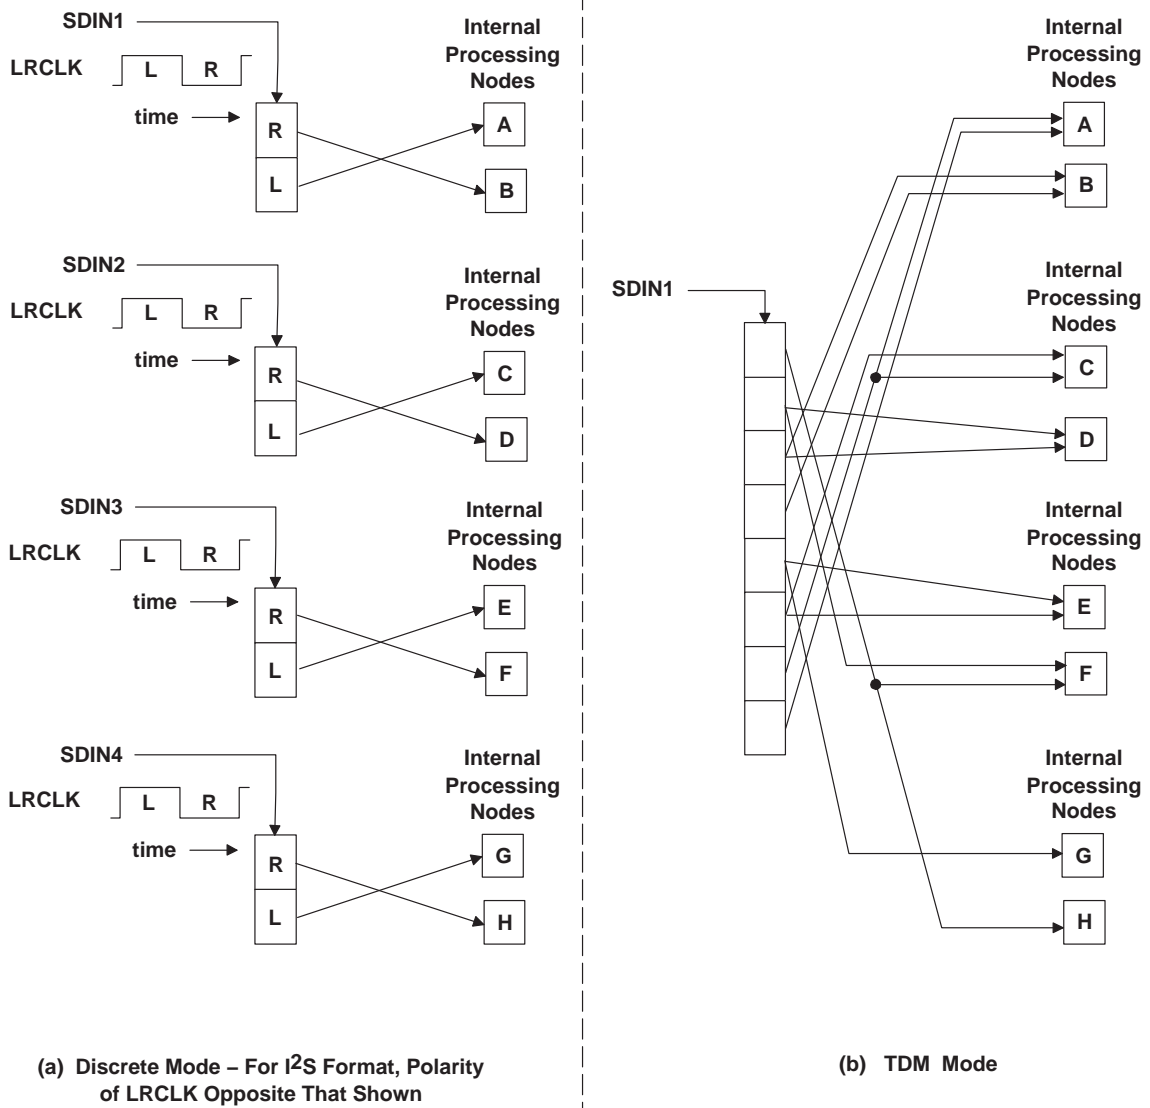 SDIN1
LRCLK
L
R
time
R
L
Internal
Processing
Nodes
A
B
SDIN2
LRCLK
L
R
time
R
L
Internal
Processing
Nodes
C
D
SDIN3
LRCLK
L
R
time
R
L
Internal
Processing
Nodes
E
F
SDIN4
LRCLK
L
R
time
R
L
Internal
Processing
Nodes
G
H
(a) Discrete Mode – For I2S Format, Polarity
of LRCLK Opposite That Shown
SDIN1
Internal
Processing
Nodes
A
B
Internal
Processing
Nodes
C
D
Internal
Processing
Nodes
E
F
Internal
Processing
Nodes
G
H
(b) TDM Mode